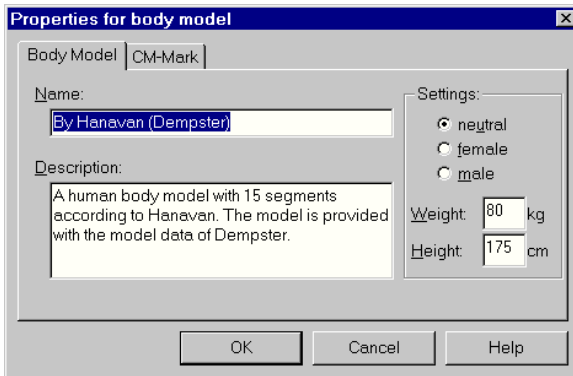 Properties for body model
Body Model
CM-Mark
Name:
By Hanavan (Dempster)
Description:
A human body model with 15 segments
according to Hanavan. The model is provided
with the model data of Dempster.
Settings:
neutral
female
male
Weight: 80 kg
Height: 175 cm
OK
Cancel
Help